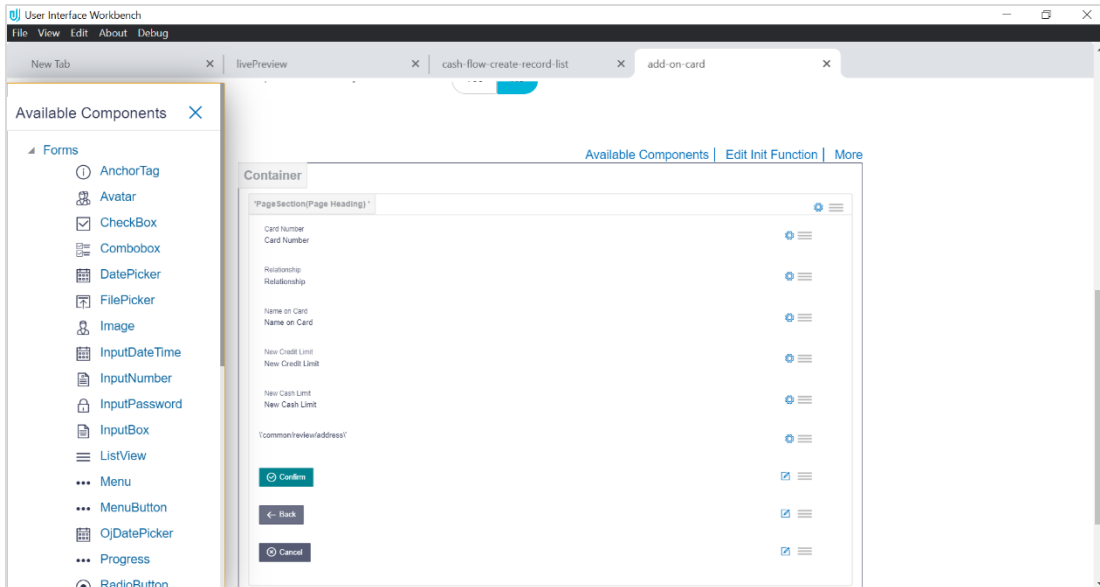 User Interface Workbench
File View Edit About Debug
New Tab
livePreview
cash-flow-create-record-list
add-on-card
Available Components
Forms
AnchorTag
Avatar
CheckBox
Combobox
DatePicker
FilePicker
Image
InputDateTime
InputNumber
InputPassword
InputBox
ListView
Menu
MenuButton
OjDatePicker
Progress
RadioButton
Available Components | Edit Init Function | More
Container
'PageSection(Page Heading) '
Card Number
Card Number
Relationship
Relationship
Name on Card
Name on Card
New Credit Limit
New Credit Limit
New Cash Limit
New Cash Limit
\'common/review/address\'
Confirm
Back
Cancel